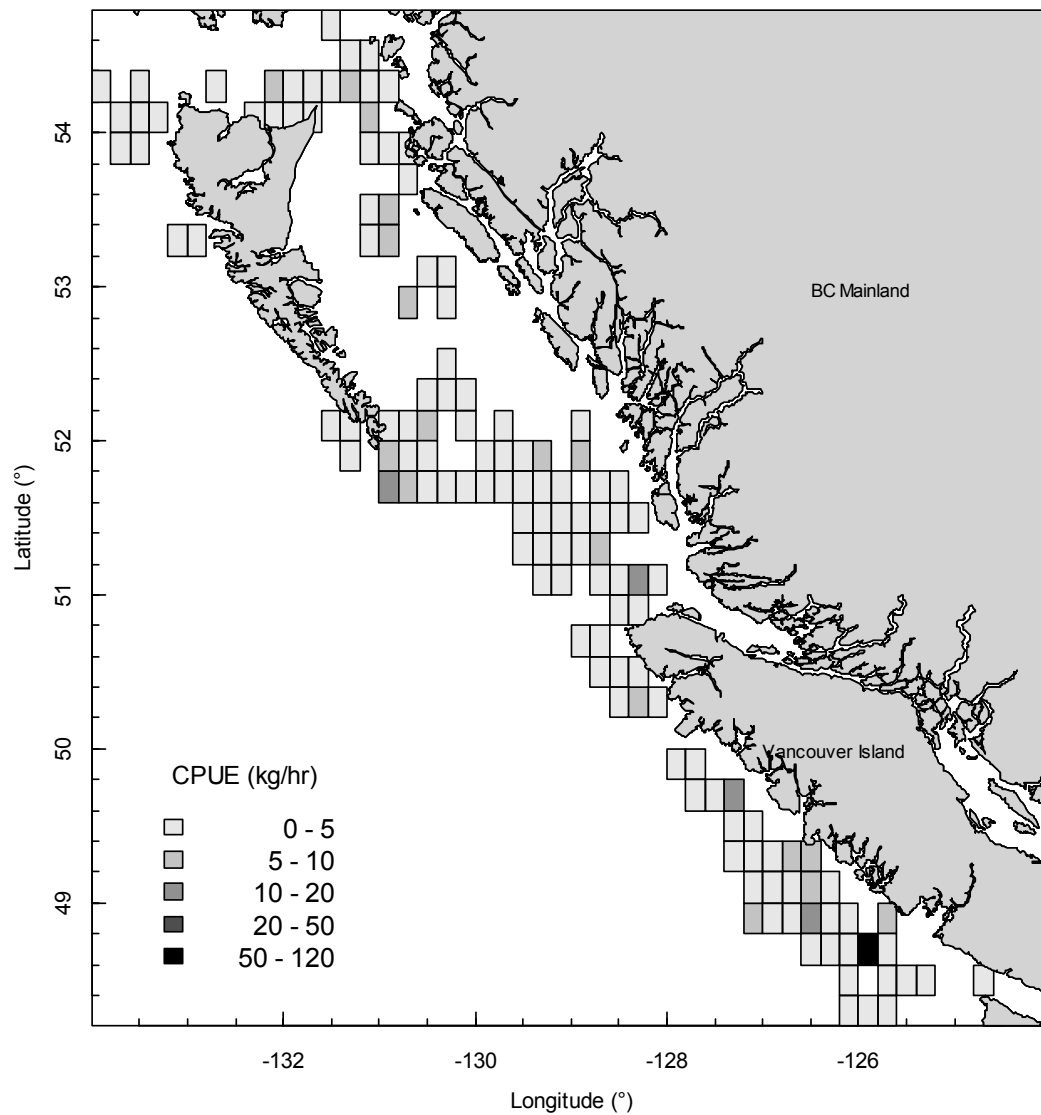 54
53
52
51
50
49
Latitude (°)
BC Mainland
Vancouver Island
CPUE (kg/hr)
0 - 5
5 - 10
10 - 20
20 - 50
50 - 120
-132
-130
-128
-126
Longitude (°)